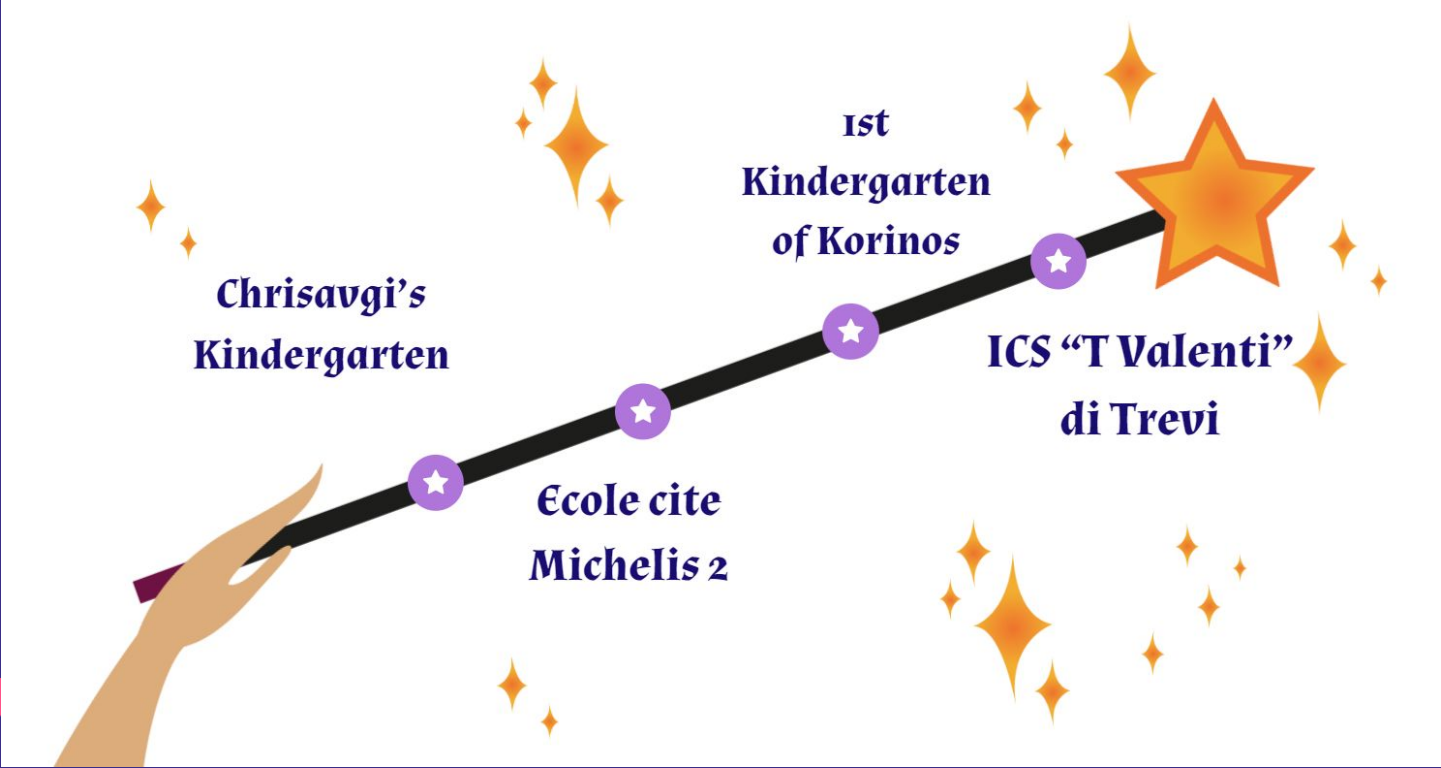 Chrisavgi’s
Kindergarten
Ecole cite
Michelis 2
1st
Kindergarten
of Korinos
ICS “T Valenti”
di Trevi